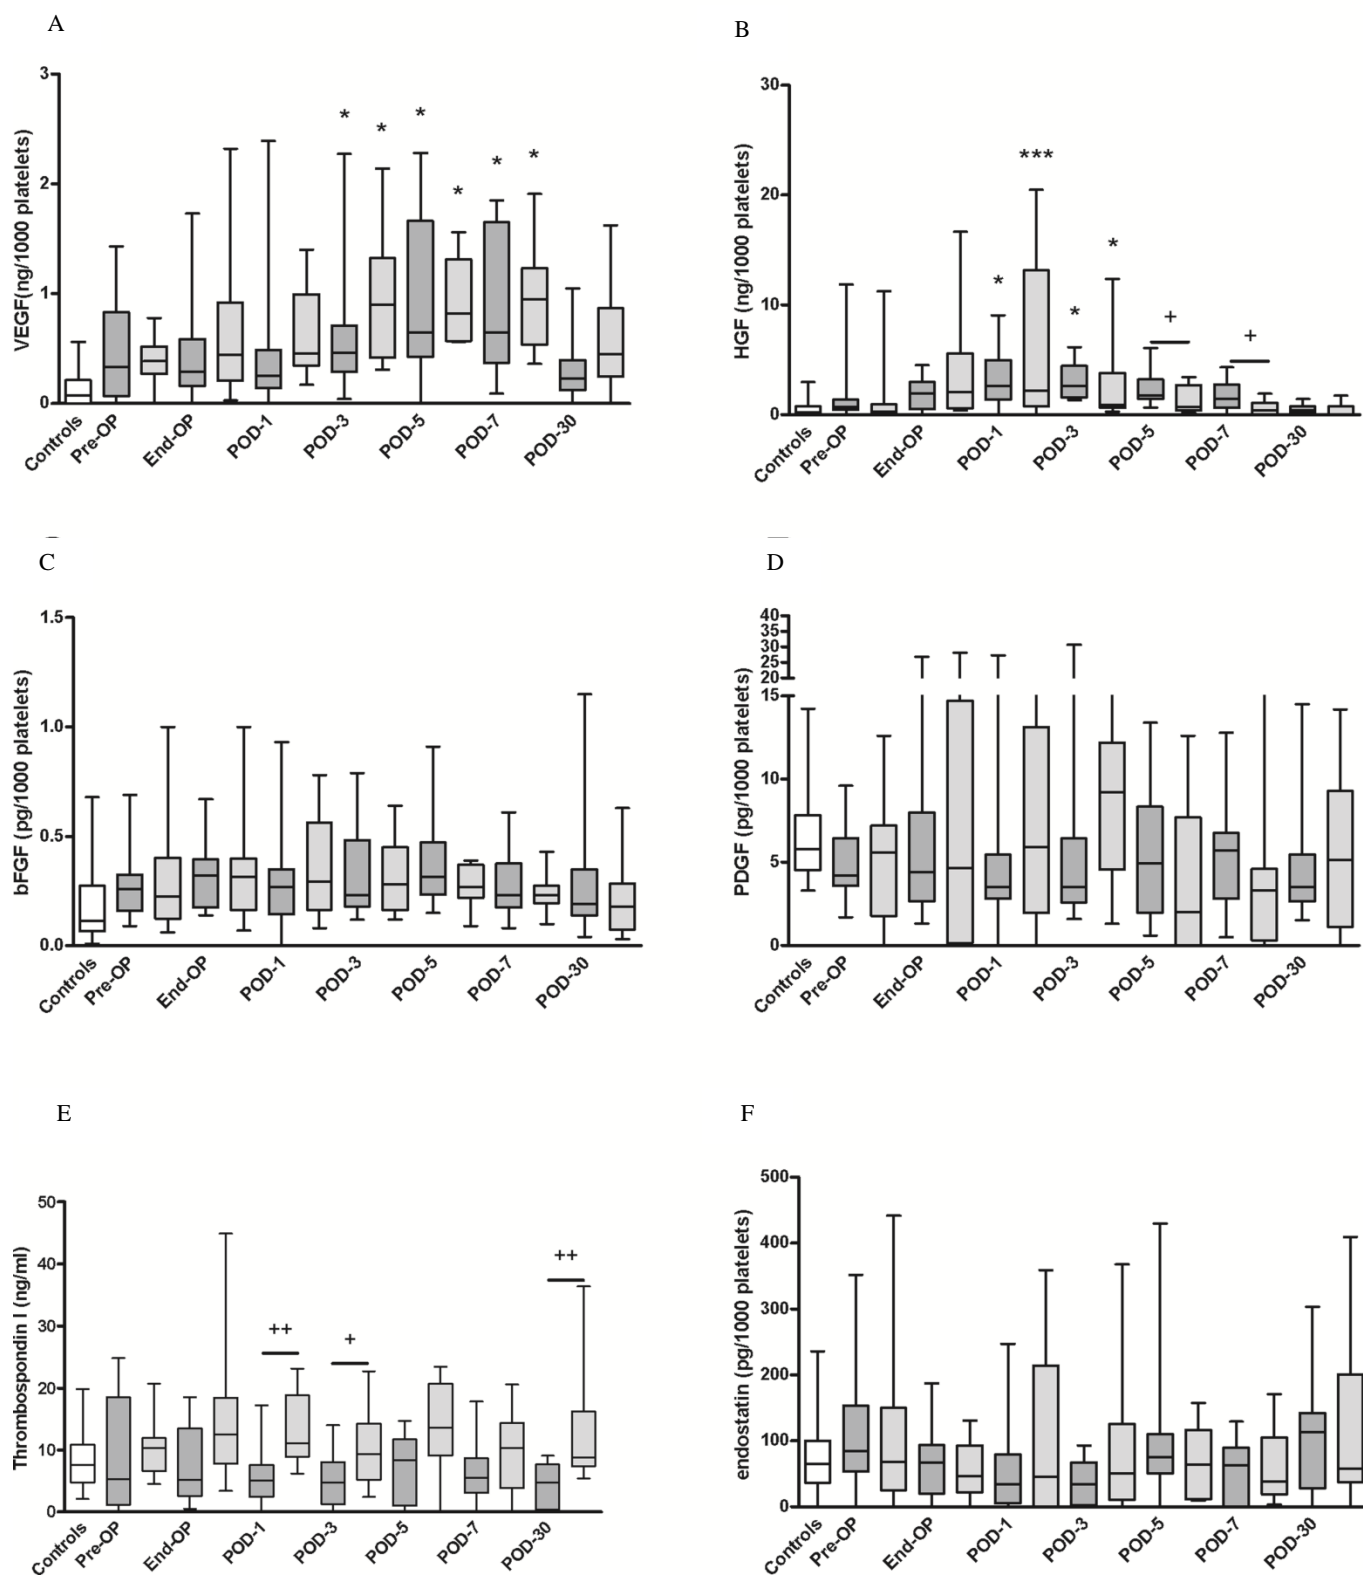 A
VEGF(ng/1000 platelets)
3
2
1
0
* * * * * *
Controls Pre-OP End-OP POD-1 POD-3 POD-5 POD-7 POD-30
B
HGF (ng/1000 platelets)
30
20
10
0
* *** * * + +
Controls Pre-OP End-OP POD-1 POD-3 POD-5 POD-7 POD-30
C
bFGF (pg/1000 platelets)
1.5
1.0
0.5
0.0
Controls Pre-OP End-OP POD-1 POD-3 POD-5 POD-7 POD-30
D
PDGF (pg/1000 platelets)
40
35
30
25
20
15
10
5
0
Controls Pre-OP End-OP POD-1 POD-3 POD-5 POD-7 POD-30
E
Thrombospondin I (ng/ml)
50
40
30
20
10
0
++ + ++
Controls Pre-OP End-OP POD-1 POD-3 POD-5 POD-7 POD-30
F
endostatin (pg/1000 platelets)
500
400
300
200
100
0
Controls Pre-OP End-OP POD-1 POD-3 POD-5 POD-7 POD-30